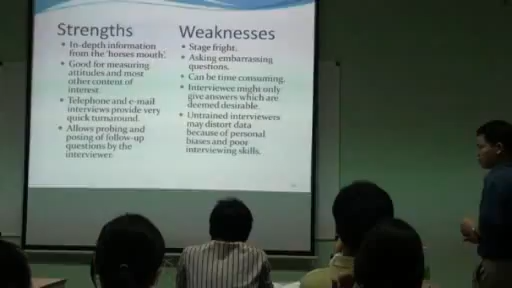 Strengths
• In-depth information
from the 'horses mouth'.
• Good for measuring
attitudes and most
other content of
interest.
• Telephone and e-mail
interviews provide very
quick turnaround.
• Allows probing and
posing of follow-up
questions by the
interviewer.
Weaknesses
• Stage fright.
• Asking embarrassing
questions.
• Can be time consuming.
• Interviewee might only
give answers which are
deemed desirable.
• Untrained interviewers
may distort data
because of personal
biases and poor
interviewing skills.